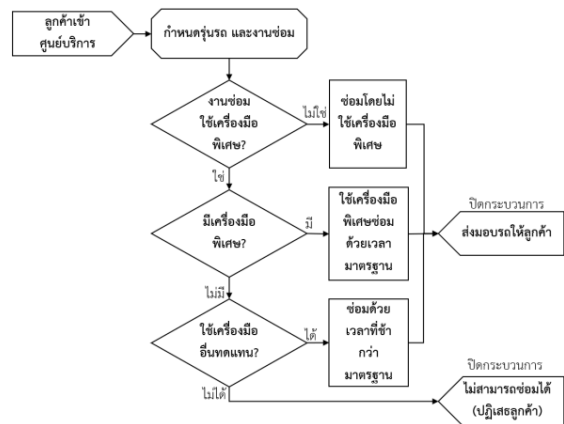 ลูกค้าเข้า
ศูนย์บริการ
กำหนดรุ่นรถ และงานซ่อม
งานซ่อม
ใช้เครื่องมือ
พิเศษ?
ไม่ใช่
ซ่อมโดยไม่
ใช้เครื่องมือ
พิเศษ
ใช่
มีเครื่องมือ
พิเศษ?
มี
ใช้เครื่องมือ
พิเศษซ่อม
ด้วยเวลา
มาตรฐาน
ปิดกระบวนการ
ส่งมอบรถให้ลูกค้า
ไม่มี
ใช้เครื่องมือ
อื่นทดแทน?
ได้
ซ่อมด้วย
เวลาที่ช้า
กว่า
มาตรฐาน
ไม่ได้
ปิดกระบวนการ
ไม่สามารถซ่อมได้
(ปฏิเสธลูกค้า)